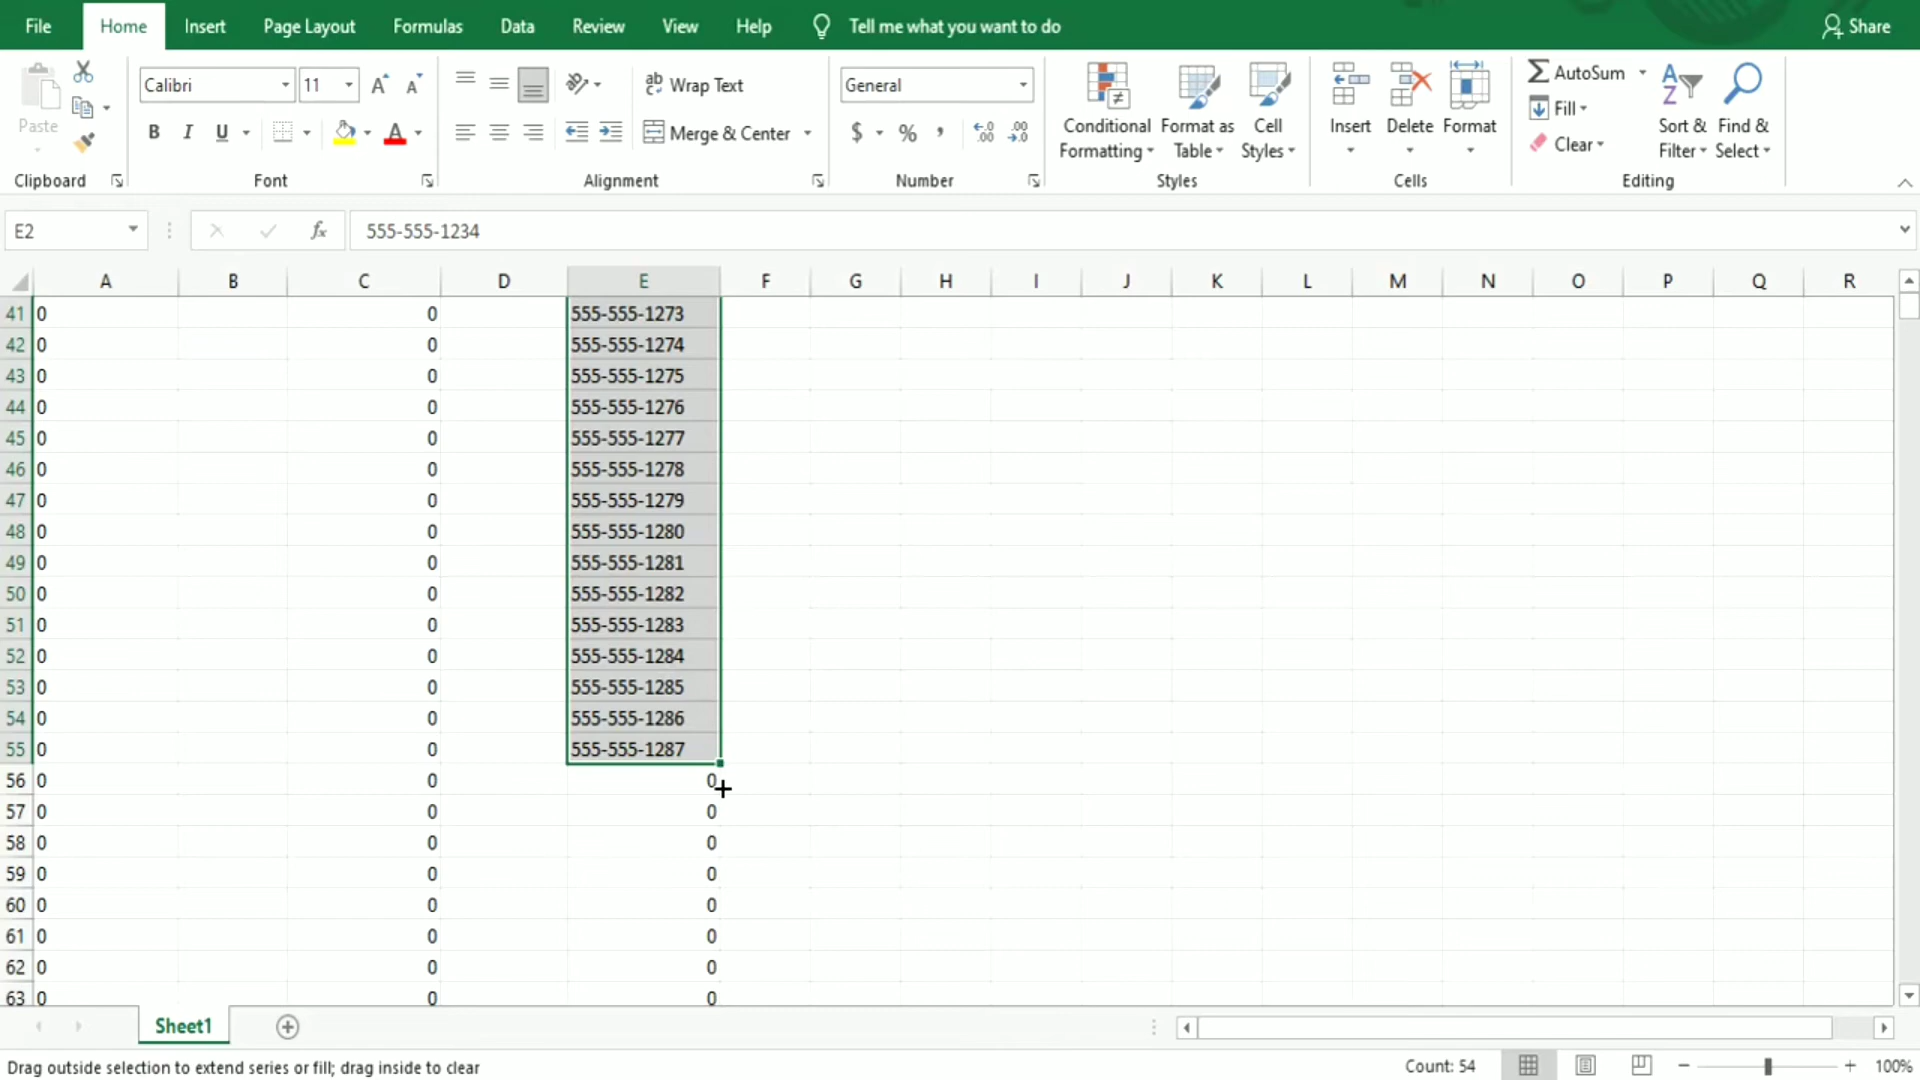 File Home Insert Page Layout Formulas Data Review View Help Tell me what you want to do Share
Paste
Calibri 11 A A
B I U A
Wrap Text
Merge & Center
General
$ % , .0 .00 .00 .0
Conditional Formatting
Format as Table
Cell Styles
Insert Delete Format
AutoSum
Fill
Clear
Sort & Filter
Find & Select
Clipboard Font Alignment Number Styles Cells Editing
E2 fx 555-555-1234
A B C D E F G H I J K L M N O P Q R
41 0 0 555-555-1273
42 0 0 555-555-1274
43 0 0 555-555-1275
44 0 0 555-555-1276
45 0 0 555-555-1277
46 0 0 555-555-1278
47 0 0 555-555-1279
48 0 0 555-555-1280
49 0 0 555-555-1281
50 0 0 555-555-1282
51 0 0 555-555-1283
52 0 0 555-555-1284
53 0 0 555-555-1285
54 0 0 555-555-1286
55 0 0 555-555-1287
56 0 0 0
57 0 0 0
58 0 0 0
59 0 0 0
60 0 0 0
61 0 0 0
62 0 0 0
63 0 0 0
Sheet1
Drag outside selection to extend series or fill; drag inside to clear Count: 54 100%